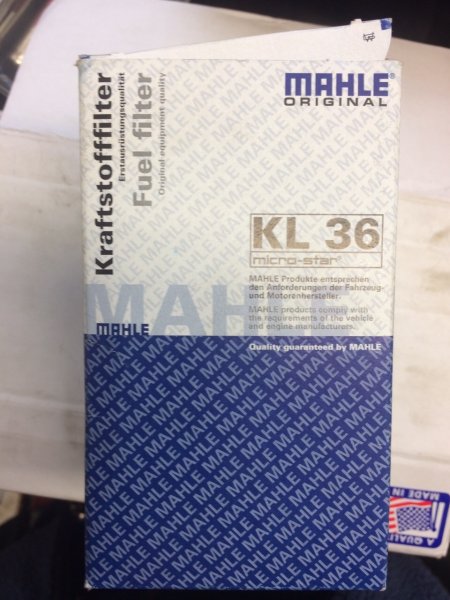 MAHLE®
ORIGINAL
Kraftstofffilter
Erstausrüstungsqualität
Fuel filter
Original equipment quality
KL 36
micro-star®
MAHLE Produkte entsprechen
den Anforderungen der Fahrzeug-
und Motorenhersteller.
MAHLE products comply with
the requirements of the vehicle
and engine manufacturers.
MAH
MAHLE
Quality guaranteed by MAHLE
MADE IN
A QUALI